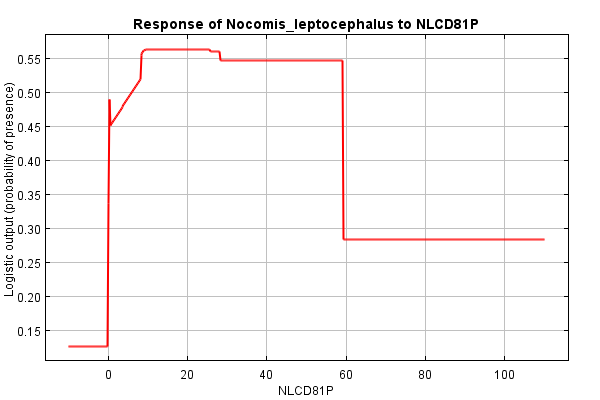 Response of Nocomis_leptocephalus to NLCD81P
Logistic output (probability of presence)
0.55
0.50
0.45
0.40
0.35
0.30
0.25
0.20
0.15
0 20 40 60 80 100
NLCD81P